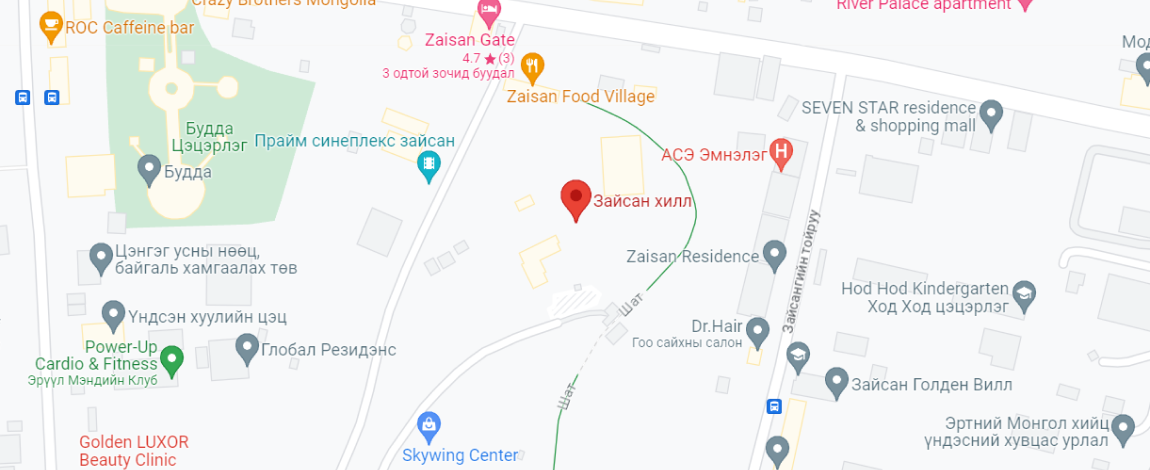 Crazy Brothers Mongolia
River Palace apartment
ROC Caffeine bar
Zaisan Gate
4.7 ★ (3)
3 одтой зочид буудал
Мод
Zaisan Food Village
SEVEN STAR residence
& shopping mall
Будда
Цэцэрлэг
Прайм синеплекс зайсан
АСЭ Эмнэлэг
H
Будда
Зайсан хилл
Цэнгэг усны нөөц,
байгаль хамгаалах төв
Zaisan Residence
Зайсангийн тойруу
Hod Hod Kindergarten
Ход Ход цэцэрлэг
Шат
Үндсэн хуулийн цэц
Dr.Hair
Гоо сайхны салон
Power-Up
Cardio & Fitness
Эрүүл Мэндийн Клуб
Глобал Резидэнс
Зайсан Голден Вилл
Шат
Эртний Монгол хийц
үндэсний хувцас урлал
Golden LUXOR
Beauty Clinic
Skywing Center